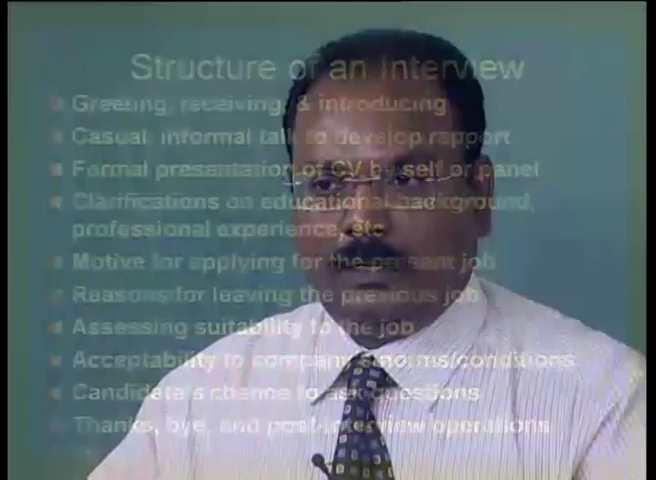 Structure of an Interview
Greeting, receiving, & introducing
Casual informal talk to develop rapport
Formal presentation of CV by self or panel
Clarifications on educational background,
professional experience, etc
Motive for applying for the present job
Reasons for leaving the previous job
Assessing suitability to the job
Acceptability to company's norms/conditions
Candidate's chance to ask questions
Thanks, bye, and post-interview operations